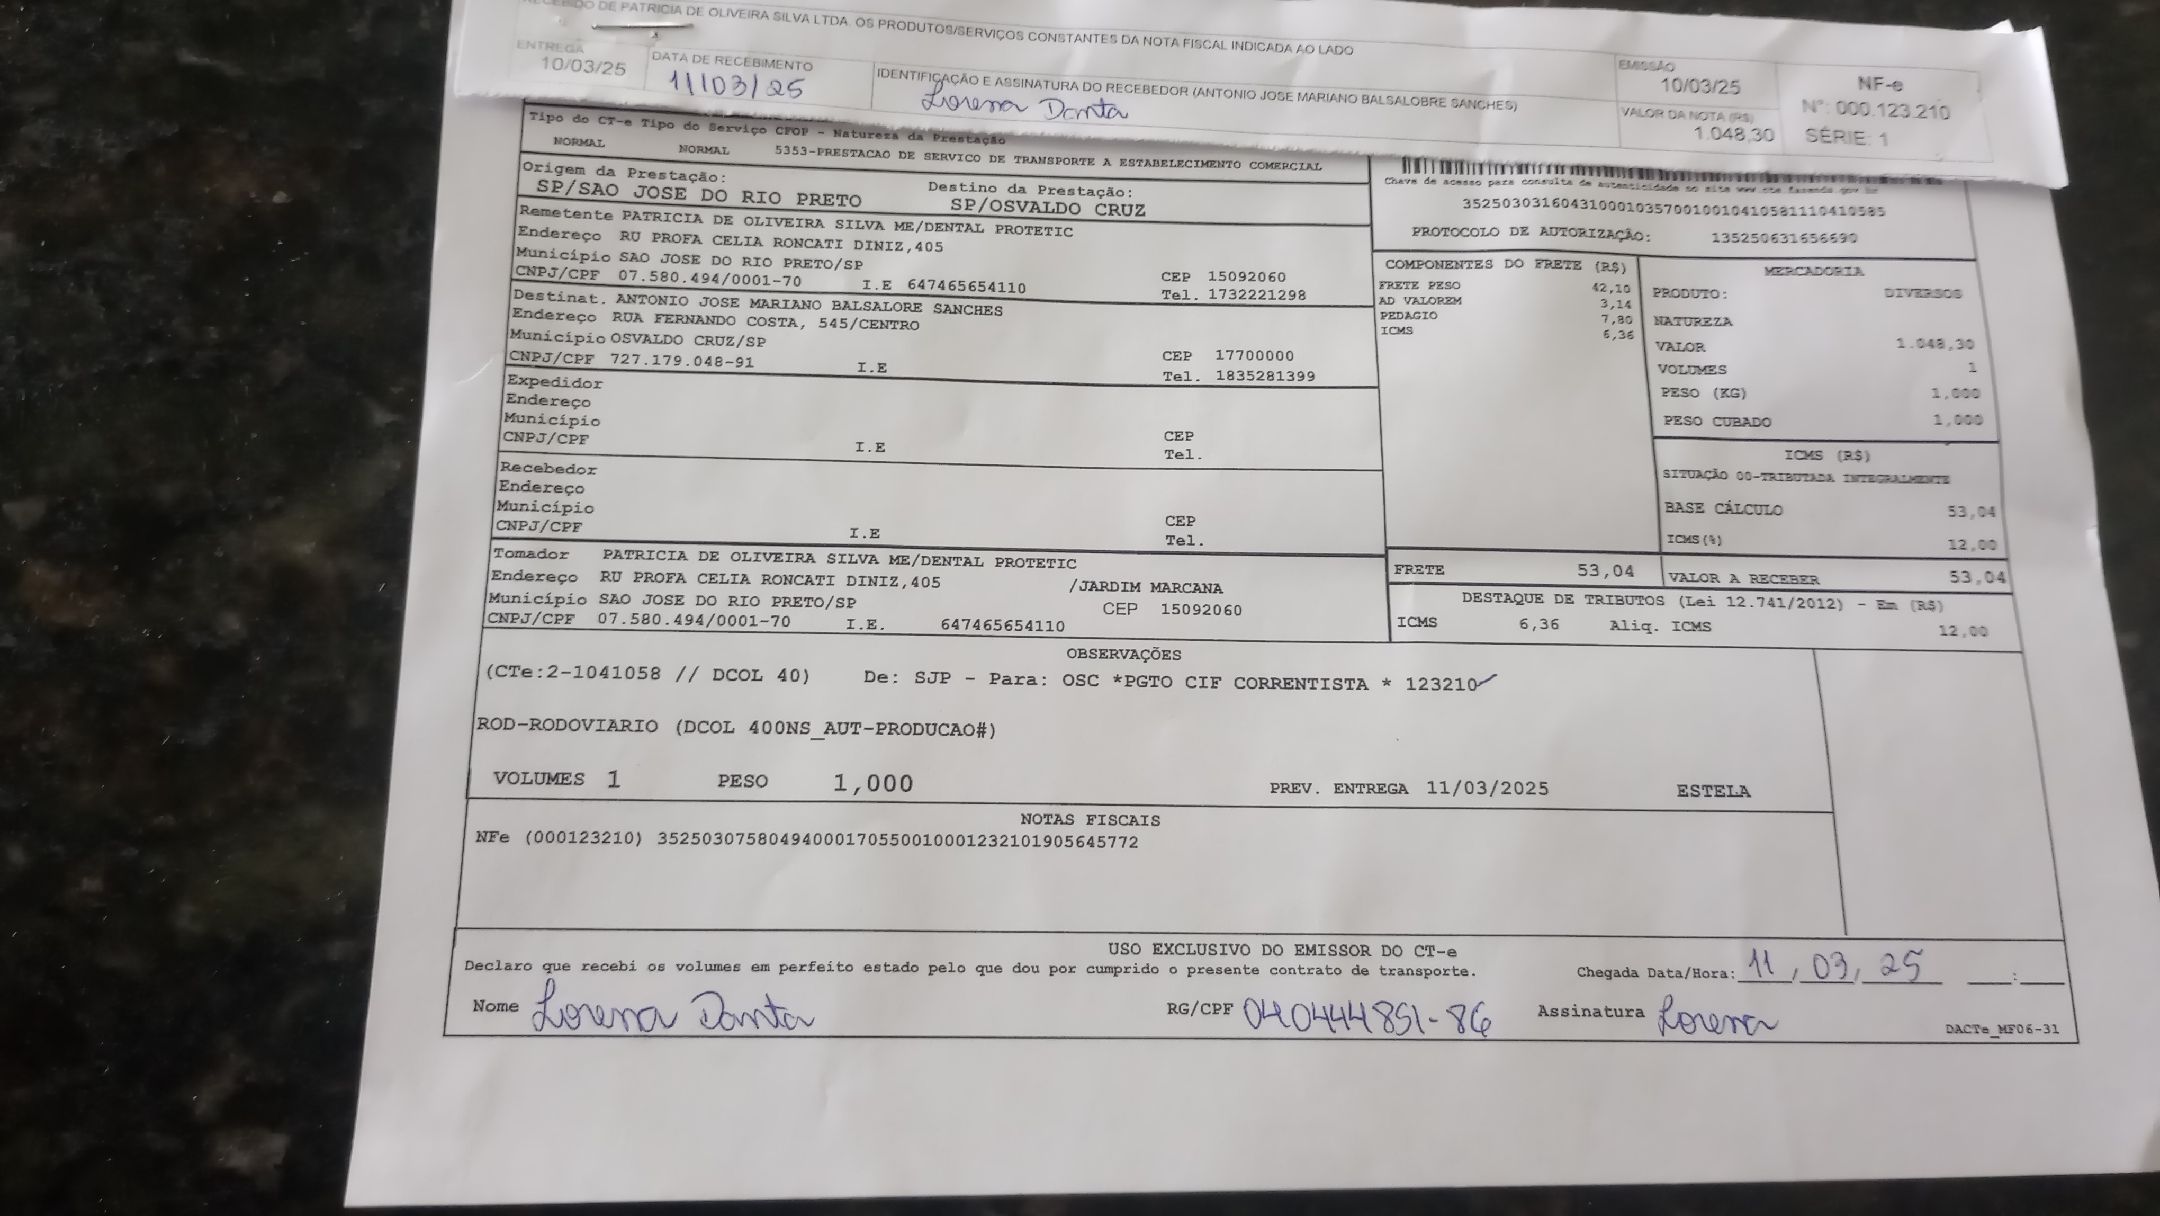 RECEBIDO DE PATRICIA DE OLIVEIRA SILVA LTDA. OS PRODUTOS/SERVIÇOS CONSTANTES DA NOTA FISCAL INDICADA AO LADO
ENTREGA
10/03/25
DATA DE RECEBIMENTO
11/03/25
IDENTIFICAÇÃO E ASSINATURA DO RECEBEDOR (ANTONIO JOSE MARIANO BALSALOBRE SANCHES)
Lorena Danta
EMISSÃO
10/03/25
VALOR DA NOTA (R$)
1.048,30
NF-e
Nº: 000.123.210
SÉRIE: 1
Tipo do CT-e Tipo do Serviço CFOP - Natureza da Prestação
NORMAL NORMAL 5353-PRESTACAO DE SERVICO DE TRANSPORTE A ESTABELECIMENTO COMERCIAL
Origem da Prestação: Destino da Prestação:
SP/SAO JOSE DO RIO PRETO SP/OSVALDO CRUZ
Chave de acesso para consulta de autenticidade no site www.cte.fazenda.gov.br
35250303160431000103570010010410581110410585
PROTOCOLO DE AUTORIZAÇÃO: 135250631656690
Remetente PATRICIA DE OLIVEIRA SILVA ME/DENTAL PROTETIC
Endereço RU PROFA CELIA RONCATI DINIZ,405
Município SAO JOSE DO RIO PRETO/SP CEP 15092060
CNPJ/CPF 07.580.494/0001-70 I.E 647465654110 Tel. 1732221298
Destinat. ANTONIO JOSE MARIANO BALSALORE SANCHES
Endereço RUA FERNANDO COSTA, 545/CENTRO
Município OSVALDO CRUZ/SP CEP 17700000
CNPJ/CPF 727.179.048-91 I.E Tel. 1835281399
Expedidor
Endereço
Município CEP
CNPJ/CPF I.E Tel.
Recebedor
Endereço
Município CEP
CNPJ/CPF I.E Tel.
Tomador PATRICIA DE OLIVEIRA SILVA ME/DENTAL PROTETIC
Endereço RU PROFA CELIA RONCATI DINIZ,405 /JARDIM MARCANA
Município SAO JOSE DO RIO PRETO/SP CEP 15092060
CNPJ/CPF 07.580.494/0001-70 I.E. 647465654110
COMPONENTES DO FRETE (R$)
FRETE PESO 42,10
AD VALOREM 3,14
PEDAGIO 7,80
ICMS 6,36
MERCADORIA
PRODUTO: DIVERSOS
NATUREZA
VALOR 1.048,30
VOLUMES 1
PESO (KG) 1,000
PESO CUBADO 1,000
ICMS (R$)
SITUAÇÃO 00-TRIBUTADA INTEGRALMENTE
BASE CÁLCULO 53,04
ICMS(%) 12,00
FRETE 53,04 VALOR A RECEBER 53,04
DESTAQUE DE TRIBUTOS (Lei 12.741/2012) - Em (R$)
ICMS 6,36 Aliq. ICMS 12,00
OBSERVAÇÕES
(CTe:2-1041058 // DCOL 40) De: SJP - Para: OSC *PGTO CIF CORRENTISTA * 123210
ROD-RODOVIARIO (DCOL 400NS_AUT-PRODUCAO#)
VOLUMES 1 PESO 1,000 PREV. ENTREGA 11/03/2025 ESTELA
NOTAS FISCAIS
NFe (000123210) 35250307580494000170550010001232101905645772
USO EXCLUSIVO DO EMISSOR DO CT-e
Declaro que recebi os volumes em perfeito estado pelo que dou por cumprido o presente contrato de transporte. Chegada Data/Hora: 11/03/25 __:__
Nome Lorena Danta RG/CPF 040444851-86 Assinatura Lorena
DACTe_MF06-31